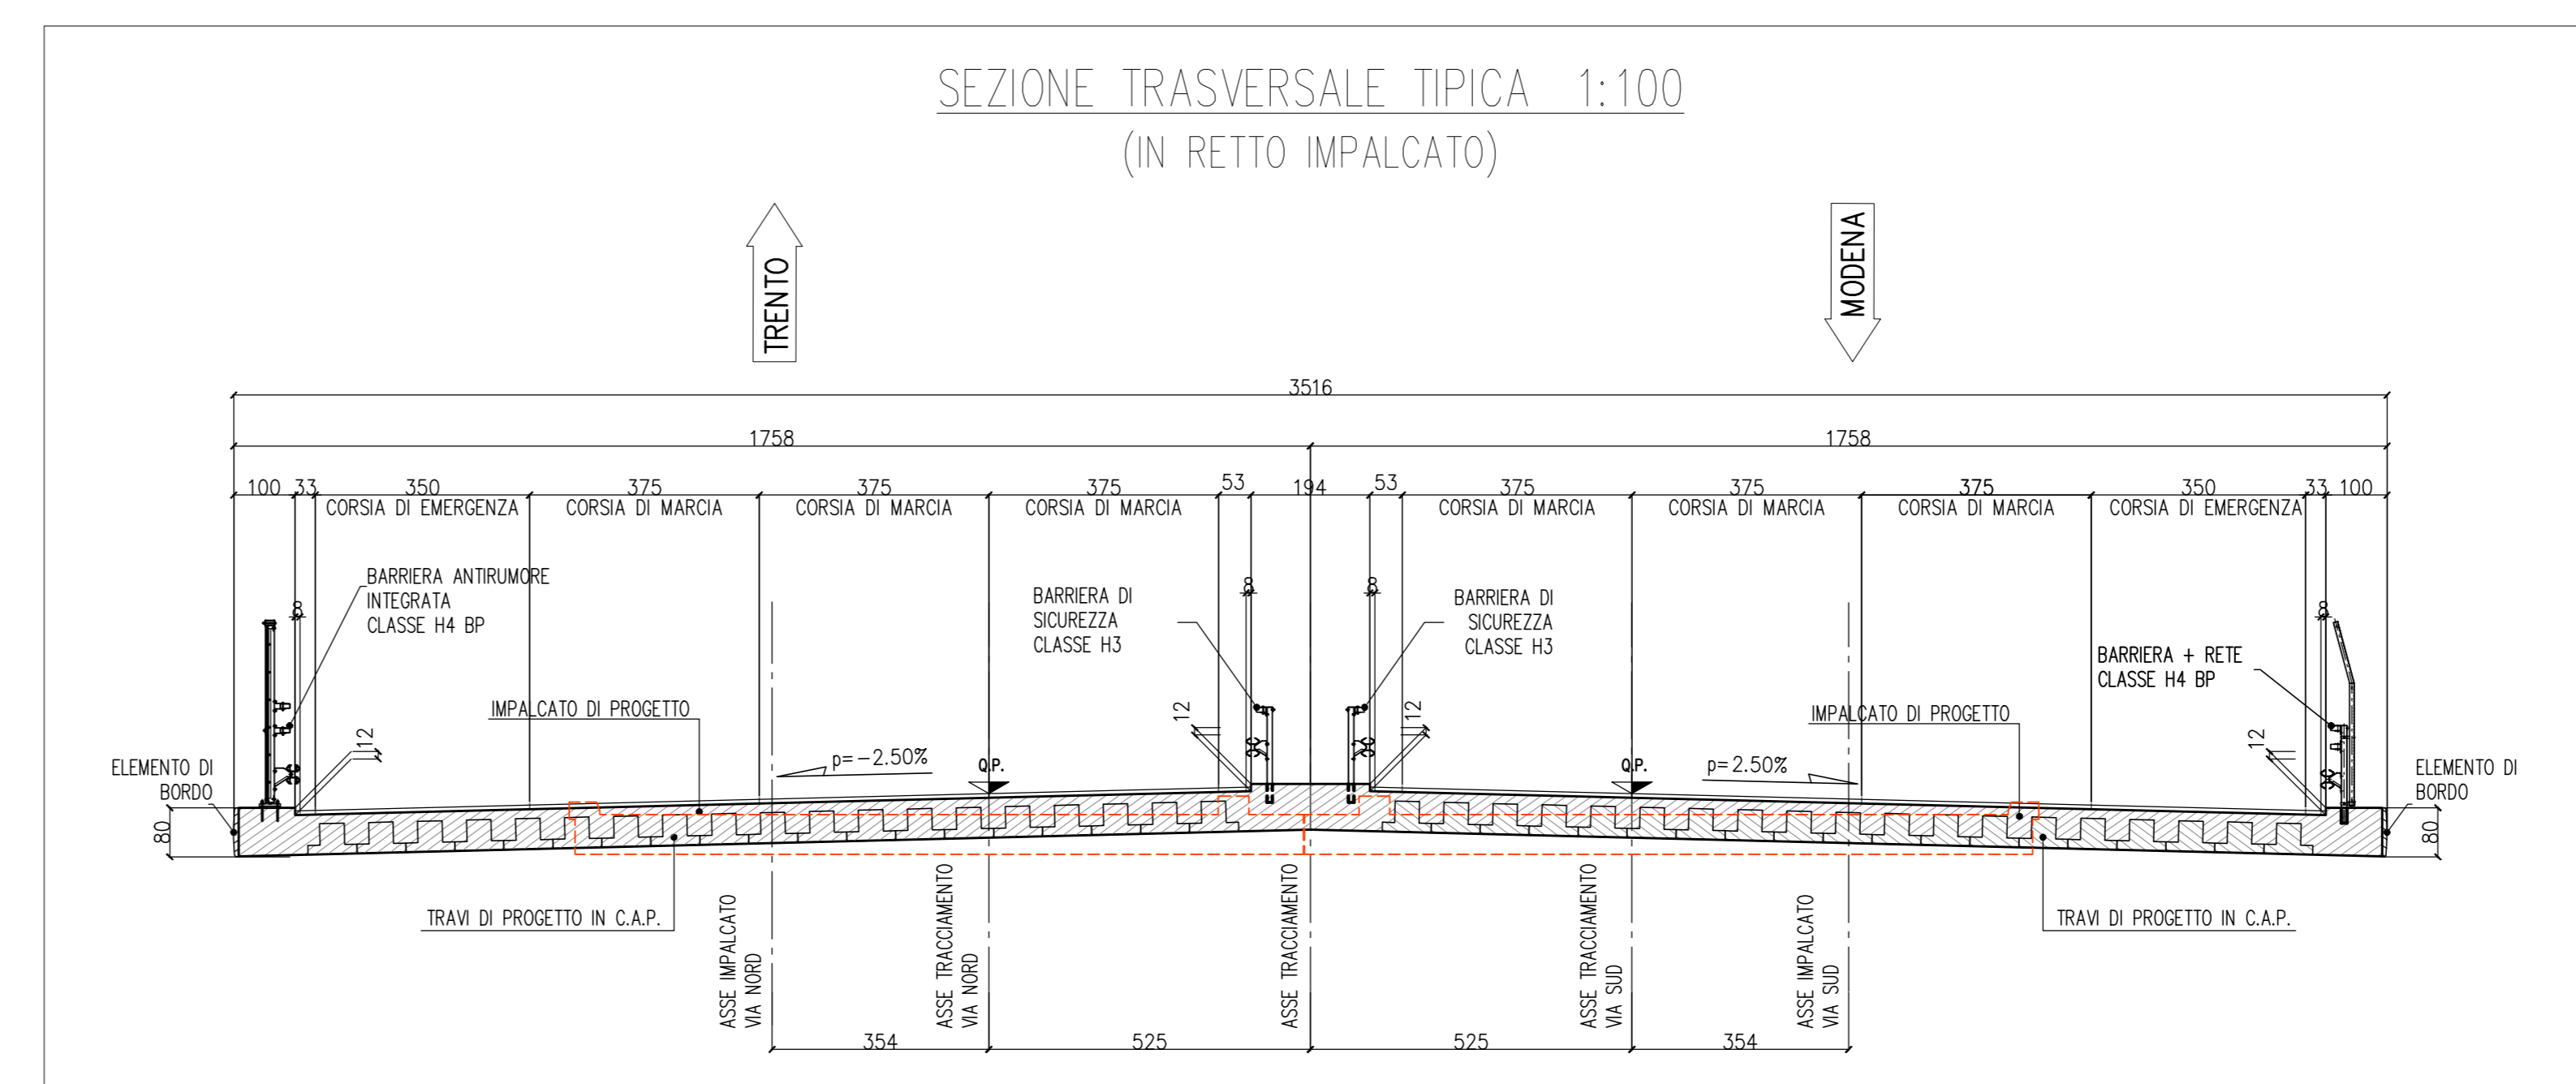 SEZIONE TRASVERSALE TIPICA 1:100
(IN RETTO IMPALCATO)
TRENTO
MODENA
3516
1758
1758
100
33
350
375
375
375
53
194
53
375
375
375
350
33
100
CORSIA DI EMERGENZA
CORSIA DI MARCIA
CORSIA DI MARCIA
CORSIA DI MARCIA
CORSIA DI MARCIA
CORSIA DI MARCIA
CORSIA DI MARCIA
CORSIA DI EMERGENZA
BARRIERA ANTIRUMORE
INTEGRATA
CLASSE H4 BP
8
BARRIERA DI
SICUREZZA
CLASSE H3
8
8
BARRIERA DI
SICUREZZA
CLASSE H3
8
BARRIERA + RETE
CLASSE H4 BP
IMPALCATO DI PROGETTO
IMPALCATO DI PROGETTO
12
12
12
12
p=-2.50%
Q.P.
Q.P.
p=2.50%
ELEMENTO DI
BORDO
ELEMENTO DI
BORDO
80
80
TRAVI DI PROGETTO IN C.A.P.
TRAVI DI PROGETTO IN C.A.P.
ASSE IMPALCATO
VIA NORD
ASSE TRACCIAMENTO
VIA NORD
ASSE TRACCIAMENTO
ASSE TRACCIAMENTO
VIA SUD
ASSE IMPALCATO
VIA SUD
354
525
525
354